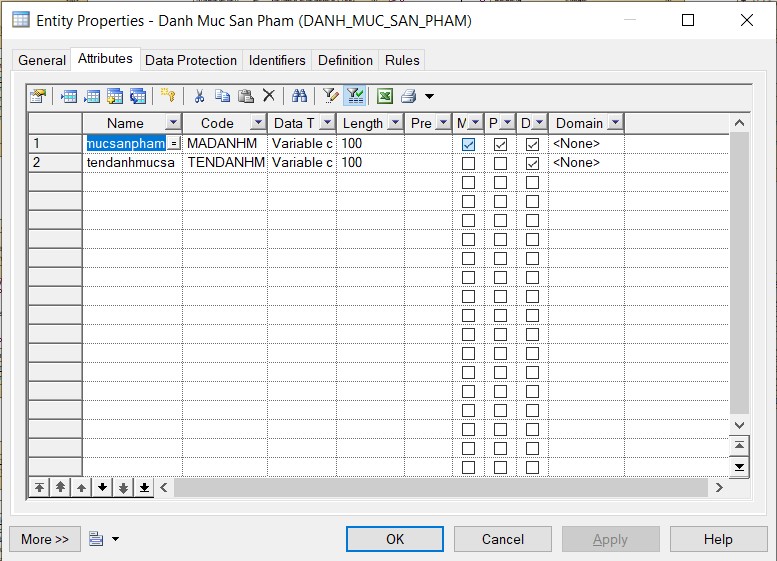 Entity Properties - Danh Muc San Pham (DANH_MUC_SAN_PHAM)
General Attributes Data Protection Identifiers Definition Rules
Name Code Data T Length Pre M P D Domain
1 mucsanpham = MADANHM Variable c 100 <None>
2 tendanhmucsa TENDANHM Variable c 100 <None>
More >> OK Cancel Apply Help